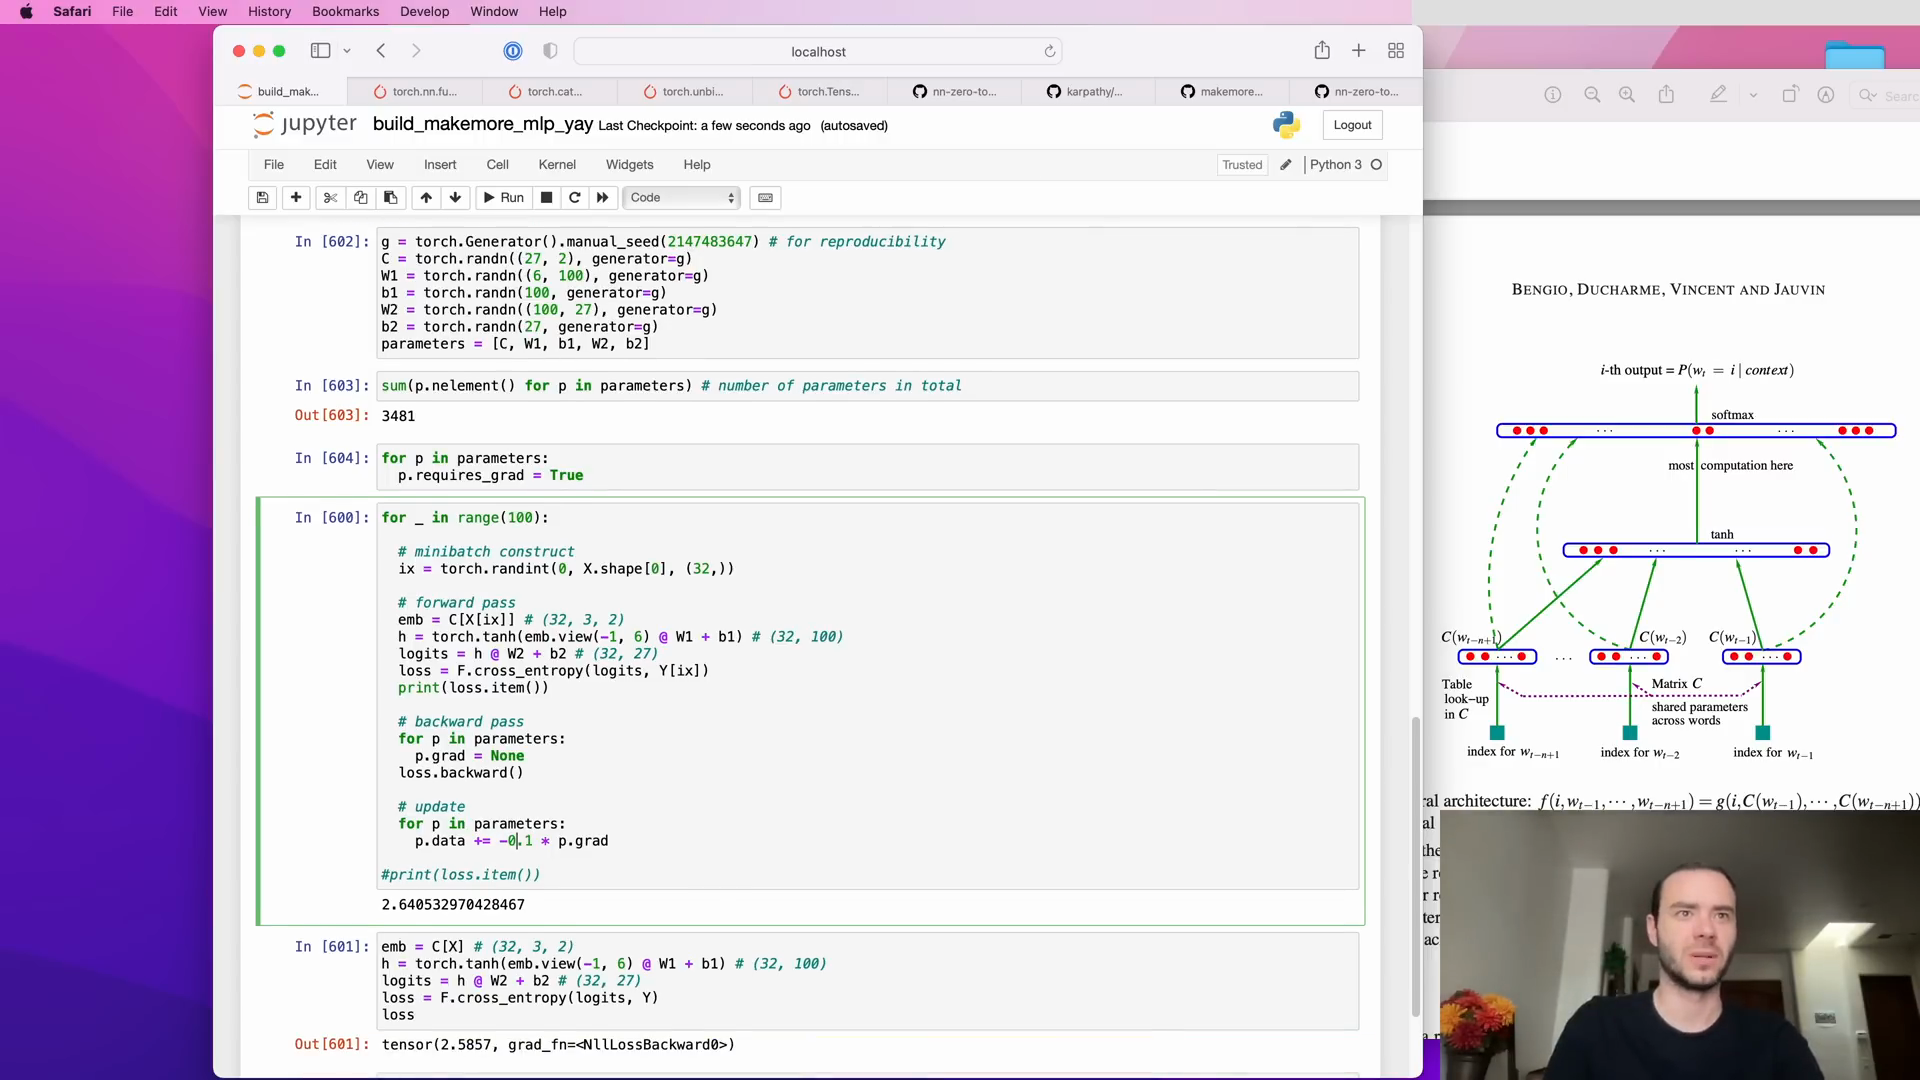 Safari File Edit View History Bookmarks Develop Window Help
localhost
build_mak... torch.nn.fu... torch.cat... torch.unbi... torch.Tens... nn-zero-to... karpathy/... makemore... nn-zero-to...
jupyter build_makemore_mlp_yay Last Checkpoint: a few seconds ago (autosaved) Logout
File Edit View Insert Cell Kernel Widgets Help Trusted Python 3
Run Code
In [602]: g = torch.Generator().manual_seed(2147483647) # for reproducibility
C = torch.randn((27, 2), generator=g)
W1 = torch.randn((6, 100), generator=g)
b1 = torch.randn(100, generator=g)
W2 = torch.randn((100, 27), generator=g)
b2 = torch.randn(27, generator=g)
parameters = [C, W1, b1, W2, b2]
In [603]: sum(p.nelement() for p in parameters) # number of parameters in total
Out[603]: 3481
In [604]: for p in parameters:
p.requires_grad = True
In [600]: for _ in range(100):
# minibatch construct
ix = torch.randint(0, X.shape[0], (32,))
# forward pass
emb = C[X[ix]] # (32, 3, 2)
h = torch.tanh(emb.view(-1, 6) @ W1 + b1) # (32, 100)
logits = h @ W2 + b2 # (32, 27)
loss = F.cross_entropy(logits, Y[ix])
print(loss.item())
# backward pass
for p in parameters:
p.grad = None
loss.backward()
# update
for p in parameters:
p.data += -0.1 * p.grad
#print(loss.item())
2.640532970428467
In [601]: emb = C[X] # (32, 3, 2)
h = torch.tanh(emb.view(-1, 6) @ W1 + b1) # (32, 100)
logits = h @ W2 + b2 # (32, 27)
loss = F.cross_entropy(logits, Y)
loss
Out[601]: tensor(2.5857, grad_fn=<NllLossBackward0>)
Search
BENGIO, DUCHARME, VINCENT AND JAUVIN
i-th output = P(w_t = i | context)
softmax
... ...
most computation here
tanh
... ...
C(w_{t−n+1}) C(w_{t−2}) C(w_{t−1})
... ... ... ...
Table look−up in C
Matrix C
shared parameters across words
index for w_{t−n+1} index for w_{t−2} index for w_{t−1}
ral architecture: f(i,w_{t−1},⋯,w_{t−n+1}) = g(i,C(w_{t−1}),⋯,C(w_{t−n+1}))